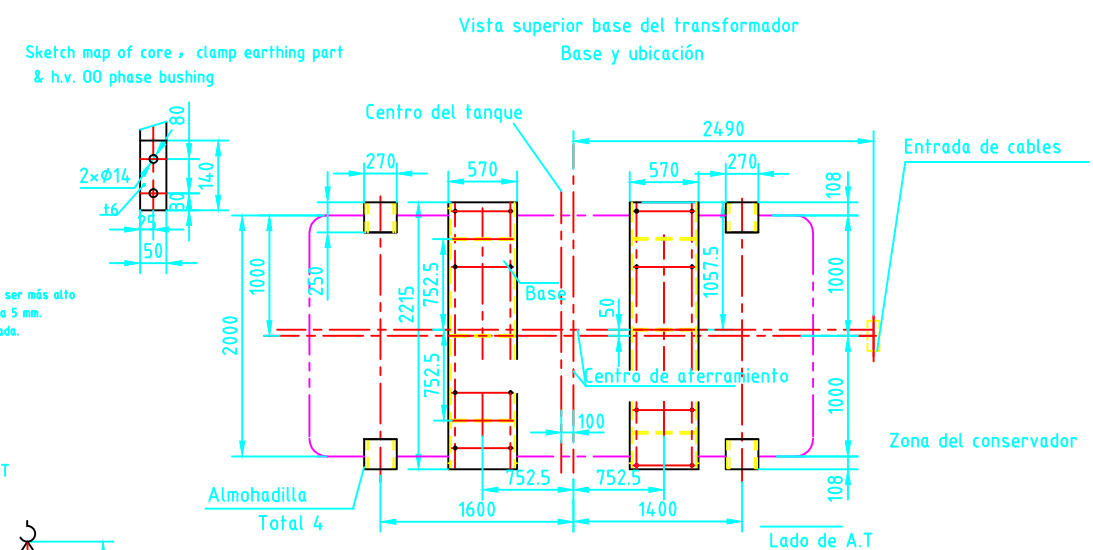 Vista superior base del transformador
Base y ubicación
Sketch map of core , clamp earthing part
& h.v. OO phase bushing
Centro del tanque
80
2490
Entrada de cables
270
570
570
270
2×Ø14
140
108
t6
30
25
50
ser más alto
a 5 mm.
ada.
1000
250
752.5
Base
1057.5
1000
2215
50
2000
752.5
Centro de aterramiento
1000
100
Zona del conservador
T
752.5
752.5
108
Almohadilla
Total 4
1600
1400
Lado de A.T